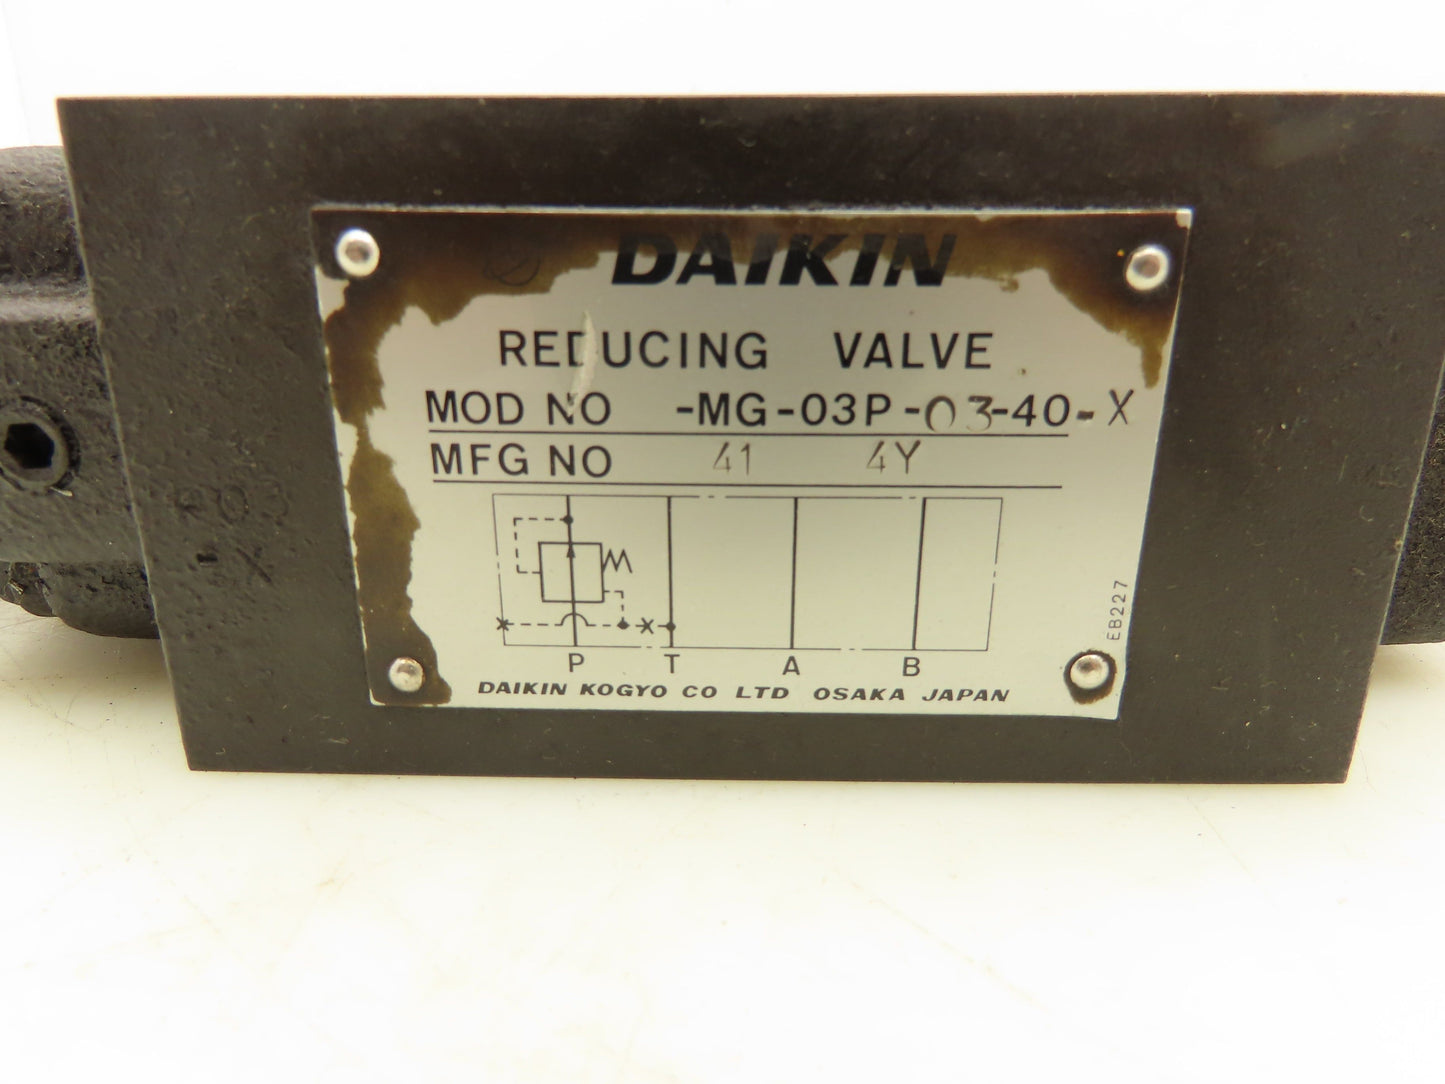 DAIKIN
REDUCING VALVE
MOD NO -MG-03P-03-40-X
MFG NO 41 4Y
P T A B
EB227
DAIKIN KOGYO CO LTD OSAKA JAPAN
P03
-X